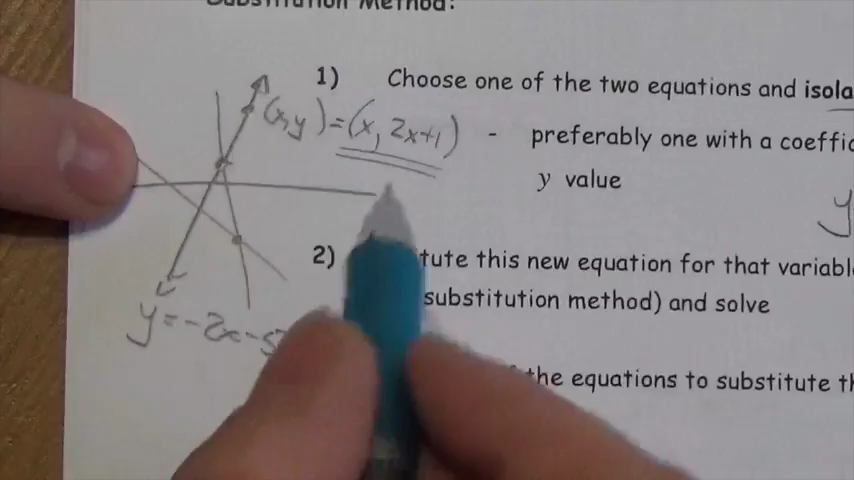 Substitution Method:
1) Choose one of the two equations and isola
(x,y) = (x, 2x+1) - preferably one with a coeffic
y value
y
2) tute this new equation for that variabl
substitution method) and solve
y = -2x - 5
the equations to substitute th